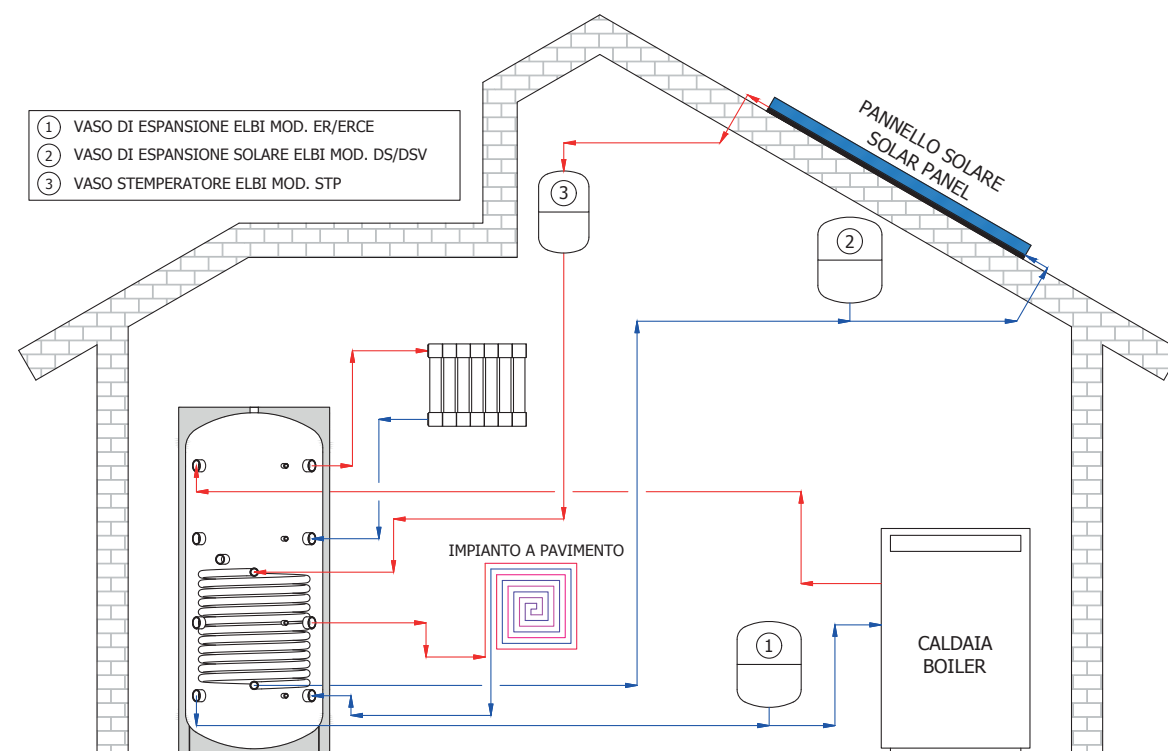 1 VASO DI ESPANSIONE ELBI MOD. ER/ERCE
2 VASO DI ESPANSIONE SOLARE ELBI MOD. DS/DSV
3 VASO STEMPERATORE ELBI MOD. STP
PANNELLO SOLARE
SOLAR PANEL
3
2
IMPIANTO A PAVIMENTO
1
CALDAIA
BOILER